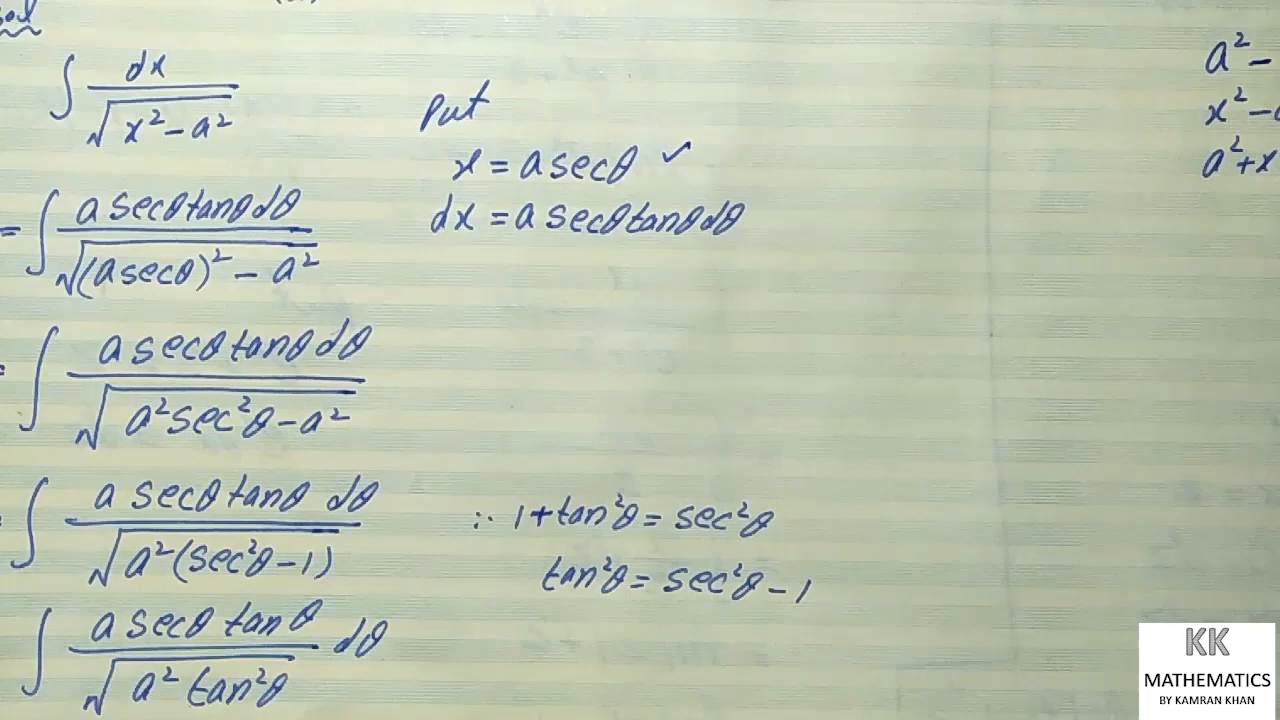 sol
∫ dx / √(x² - a²)
Put
x = a secθ ✓
= ∫ a secθ tanθ dθ / √((a secθ)² - a²)
dx = a secθ tanθ dθ
= ∫ a secθ tanθ dθ / √(a² sec²θ - a²)
∫ a secθ tanθ dθ / √(a² (sec²θ - 1))
∵ 1 + tan²θ = sec²θ
tan²θ = sec²θ - 1
∫ a secθ tanθ / √(a² tan²θ) dθ
a² -
x² -
a² + x
KK
MATHEMATICS
BY KAMRAN KHAN